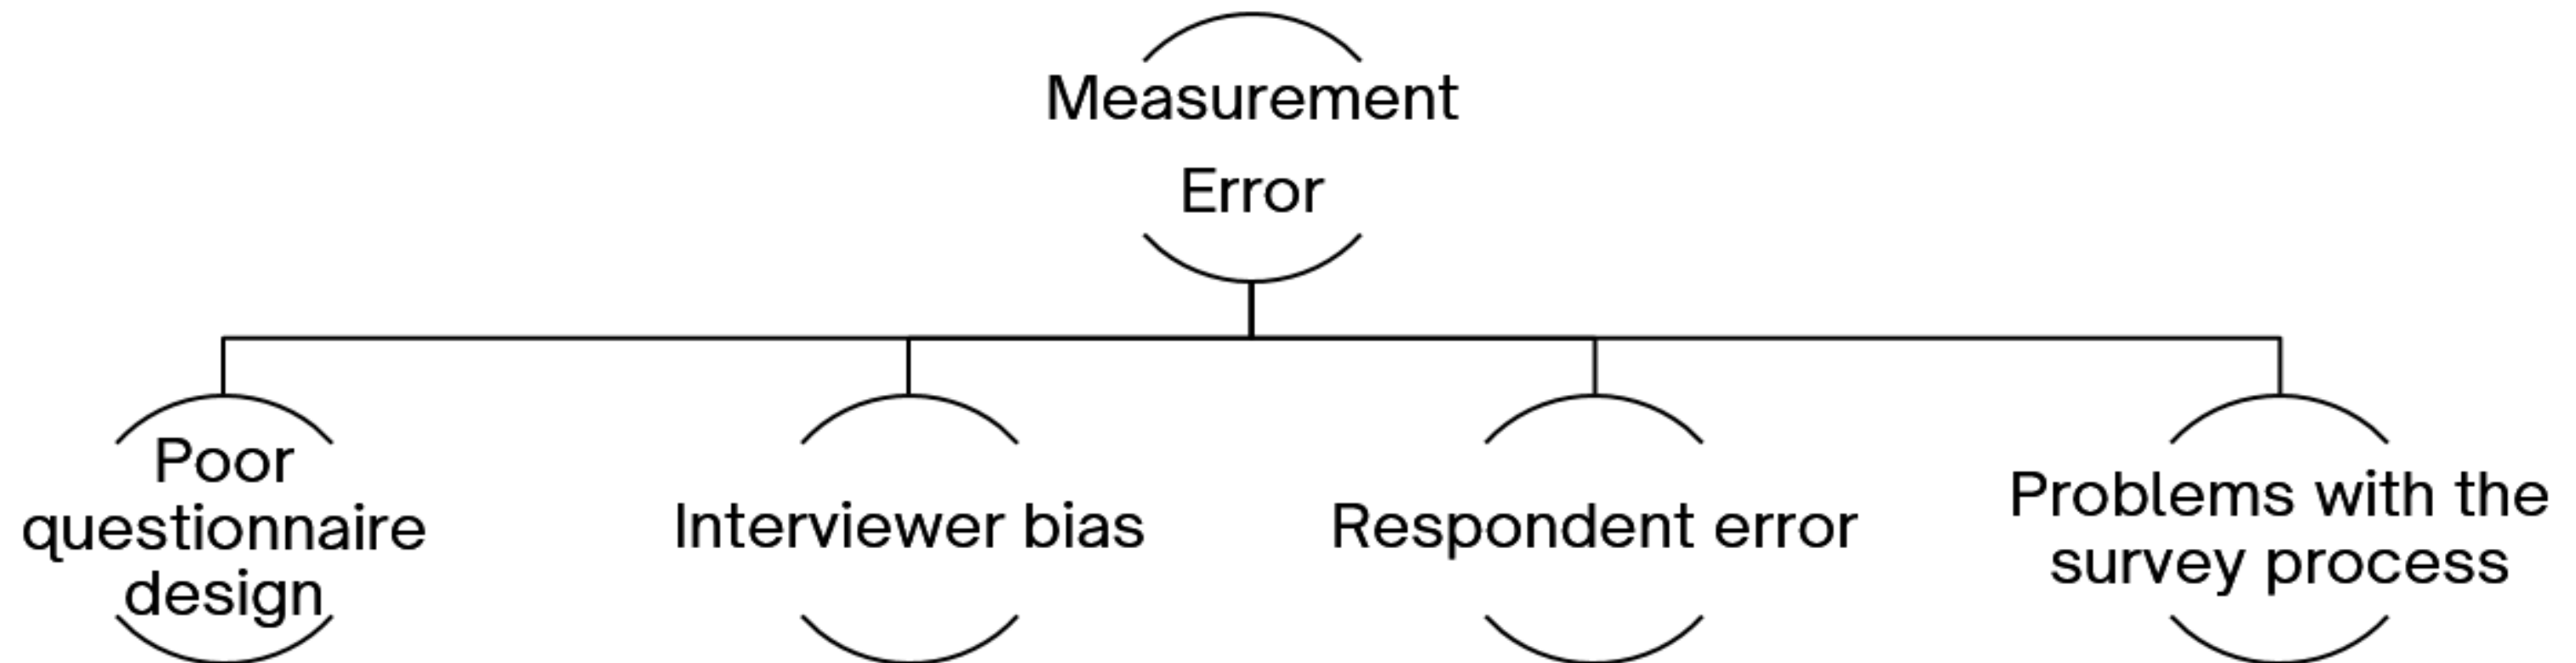 Measurement
Error
Poor
questionnaire
design
Interviewer bias
Respondent error
Problems with the
survey process